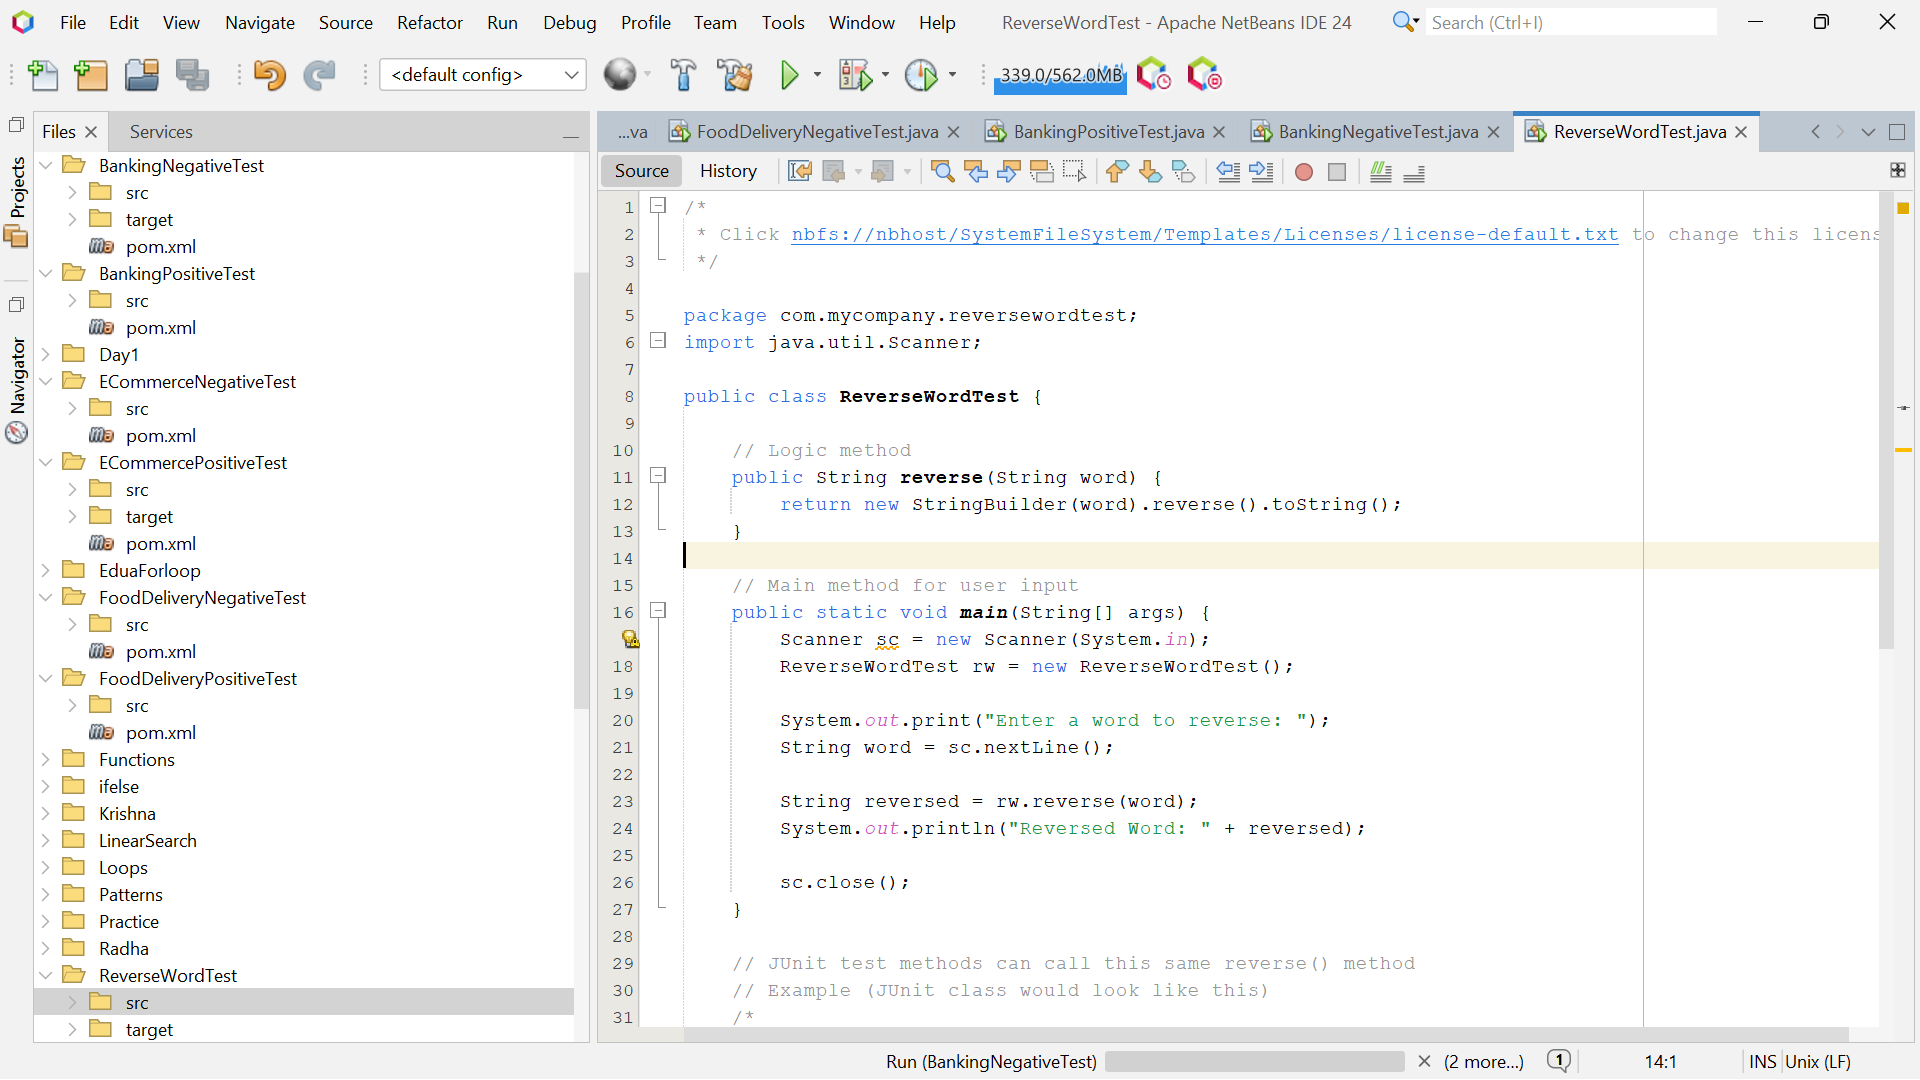 File Edit View Navigate Source Refactor Run Debug Profile Team Tools Window Help ReverseWordTest - Apache NetBeans IDE 24 Search (Ctrl+I)
<default config> 339.0/562.0MB
Files Services
Projects
Navigator
BankingNegativeTest
src
target
pom.xml
BankingPositiveTest
src
pom.xml
Day1
ECommerceNegativeTest
src
pom.xml
ECommercePositiveTest
src
target
pom.xml
EduaForloop
FoodDeliveryNegativeTest
src
pom.xml
FoodDeliveryPositiveTest
src
pom.xml
Functions
ifelse
Krishna
LinearSearch
Loops
Patterns
Practice
Radha
ReverseWordTest
src
target
...va FoodDeliveryNegativeTest.java BankingPositiveTest.java BankingNegativeTest.java ReverseWordTest.java
Source History
1 /*
2 * Click nbfs://nbhost/SystemFileSystem/Templates/Licenses/license-default.txt to change this licens
3 */
4
5 package com.mycompany.reversewordtest;
6 import java.util.Scanner;
7
8 public class ReverseWordTest {
9
10 // Logic method
11 public String reverse(String word) {
12 return new StringBuilder(word).reverse().toString();
13 }
14
15 // Main method for user input
16 public static void main(String[] args) {
Scanner sc = new Scanner(System.in);
18 ReverseWordTest rw = new ReverseWordTest();
19
20 System.out.print("Enter a word to reverse: ");
21 String word = sc.nextLine();
22
23 String reversed = rw.reverse(word);
24 System.out.println("Reversed Word: " + reversed);
25
26 sc.close();
27 }
28
29 // JUnit test methods can call this same reverse() method
30 // Example (JUnit class would look like this)
31 /*
Run (BankingNegativeTest) (2 more...) 1 14:1 INS Unix (LF)